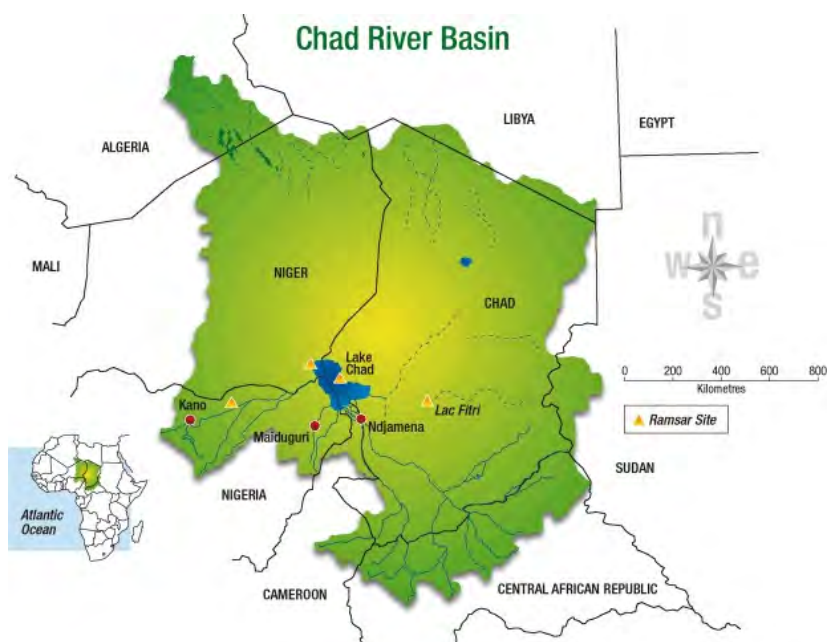 Chad River Basin
LIBYA
EGYPT
ALGERIA
n
w e
s
MALI
NIGER
CHAD
Lake
Chad
0 200 400 600 800
Kilometres
Kano
Lac Fitri
Ramsar Site
Maiduguri
Ndjamena
SUDAN
NIGERIA
Atlantic
Ocean
CAMEROON
CENTRAL AFRICAN REPUBLIC